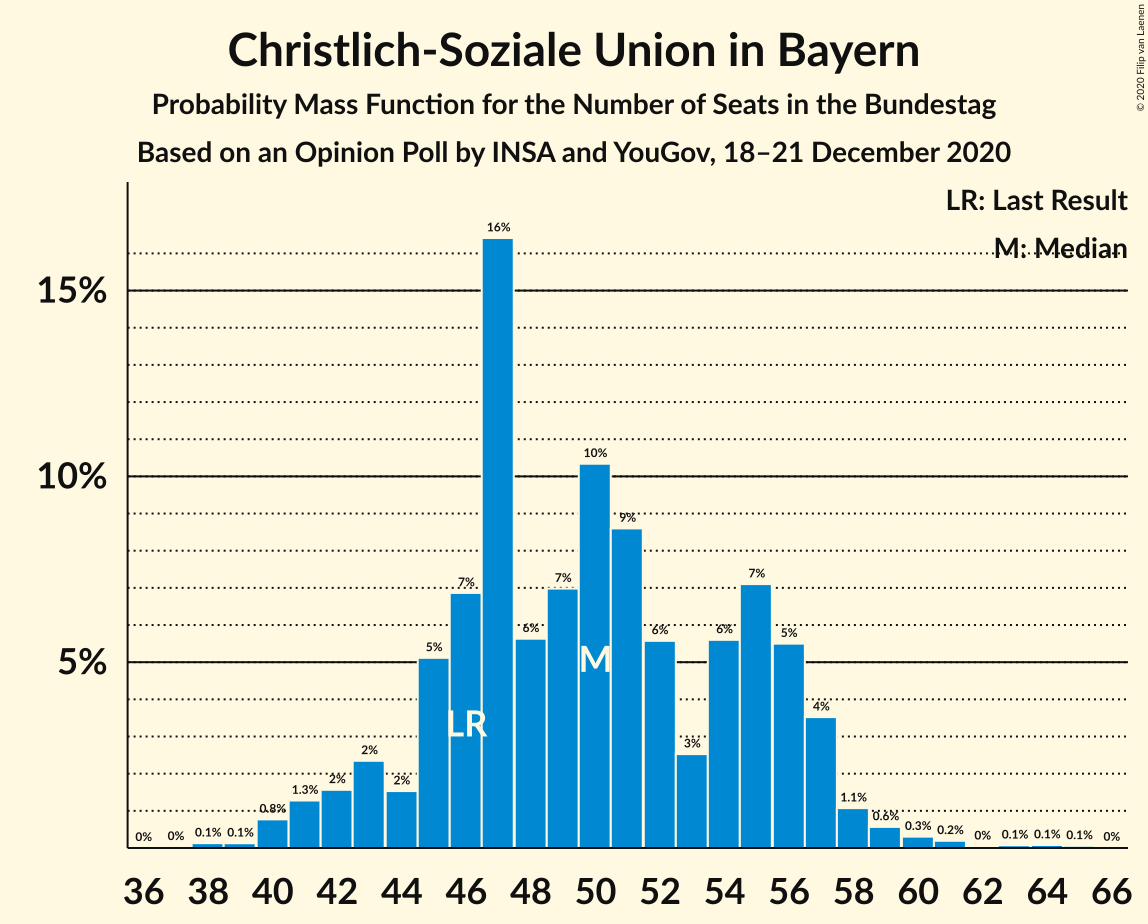 © 2020 Filip van Laenen
Christlich-Soziale Union in Bayern
Probability Mass Function for the Number of Seats in the Bundestag
Based on an Opinion Poll by INSA and YouGov, 18–21 December 2020
LR: Last Result
M: Median
15%
10%
5%
0% 0% 0.1% 0.1% 0.8% 1.3% 2% 2% 2% 5% 7% 16% 6% 7% 10% 9% 6% 3% 6% 7% 5% 4% 1.1% 0.6% 0.3% 0.2% 0% 0.1% 0.1% 0.1% 0%
LR
M
36 38 40 42 44 46 48 50 52 54 56 58 60 62 64 66